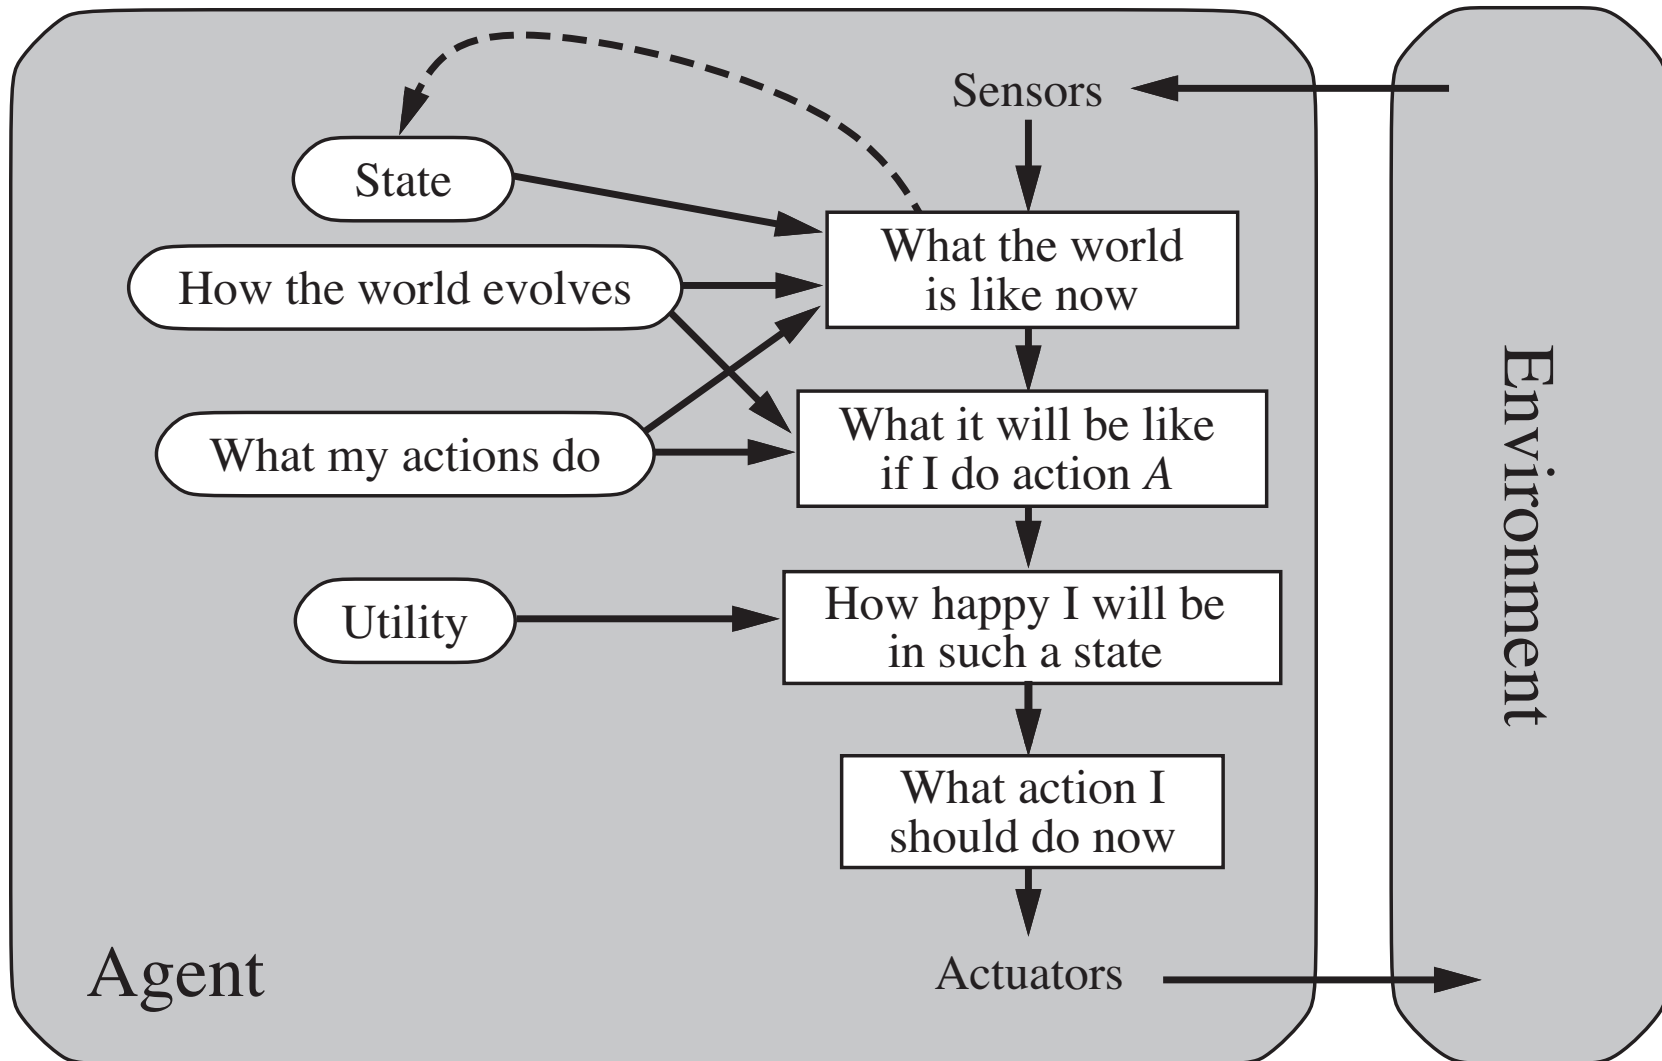 Sensors
State
What the world
is like now
How the world evolves
What my actions do
What it will be like
if I do action A
Utility
How happy I will be
in such a state
What action I
should do now
Agent
Actuators
Environment